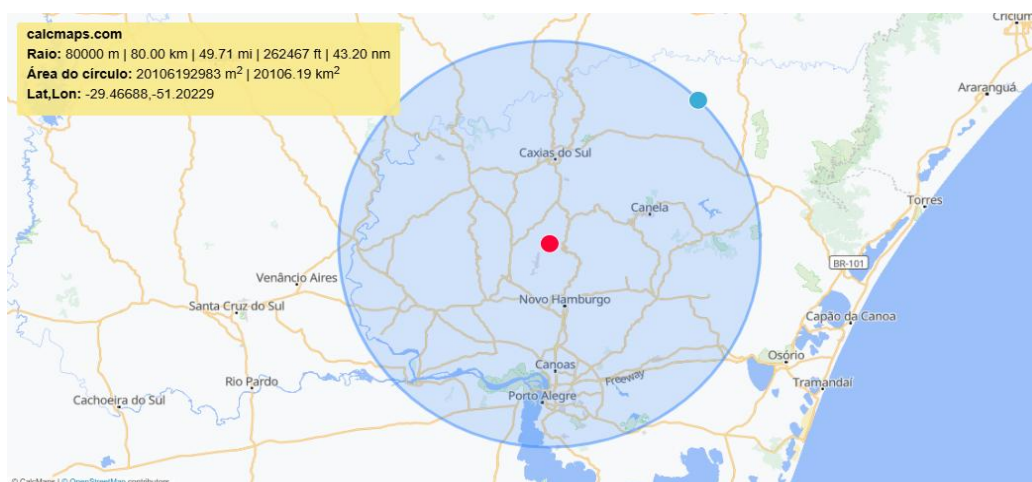 calcmaps.com
Raio: 80000 m | 80.00 km | 49.71 mi | 262467 ft | 43.20 nm
Área do círculo: 20106192983 m² | 20106.19 km²
Lat,Lon: -29.46688,-51.20229
Criciúm
Araranguá
Caxias do Sul
Canela
Torres
BR-101
Venâncio Aires
Santa Cruz do Sul
Novo Hamburgo
Capão da Canoa
Osório
Canoas
Freeway
Rio Pardo
Tramandaí
Porto Alegre
Cachoeira do Sul
© CalcMaps | © OpenStreetMap contributors